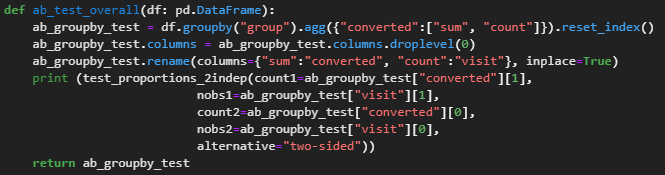 def ab_test_overall(df: pd.DataFrame):
    ab_groupby_test = df.groupby("group").agg({"converted":["sum", "count"]}).reset_index()
    ab_groupby_test.columns = ab_groupby_test.columns.droplevel(0)
    ab_groupby_test.rename(columns={"sum":"converted", "count":"visit"}, inplace=True)
    print (test_proportions_2indep(count1=ab_groupby_test["converted"][1],
                           nobs1=ab_groupby_test["visit"][1],
                           count2=ab_groupby_test["converted"][0],
                           nobs2=ab_groupby_test["visit"][0],
                           alternative="two-sided"))
    return ab_groupby_test